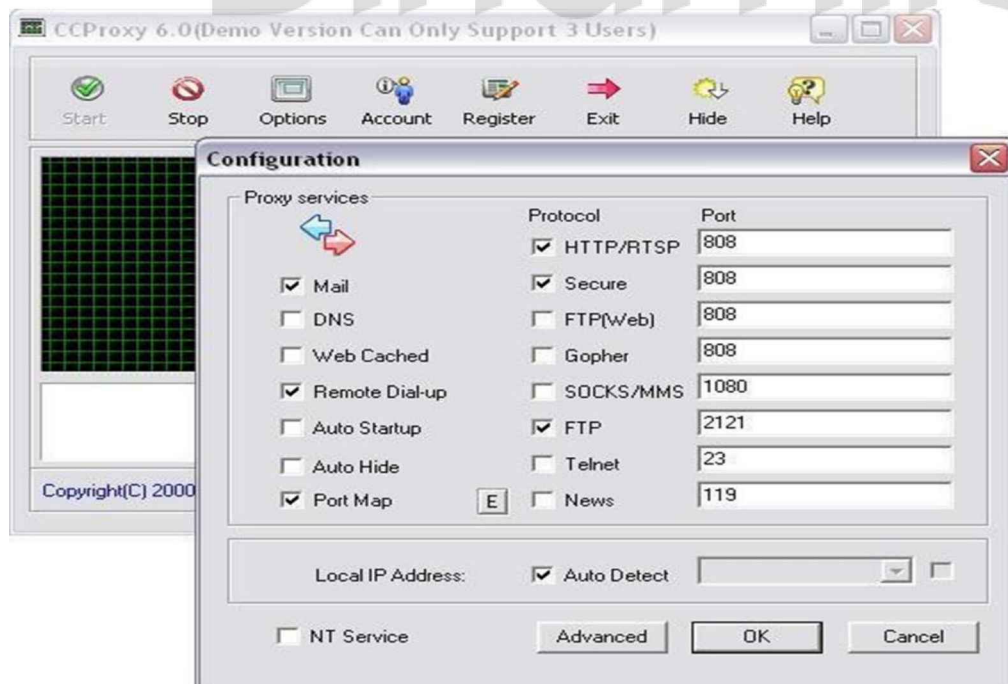 CCProxy 6.0(Demo Version Can Only Support 3 Users)
Start Stop Options Account Register Exit Hide Help
Configuration
Proxy services
Protocol Port
HTTP/RTSP 808
Mail Secure 808
DNS FTP(Web) 808
Web Cached Gopher 808
Remote Dial-up SOCKS/MMS 1080
Auto Startup FTP 2121
Auto Hide Telnet 23
Port Map E News 119
Copyright(C) 2000
Local IP Address: Auto Detect
NT Service Advanced OK Cancel